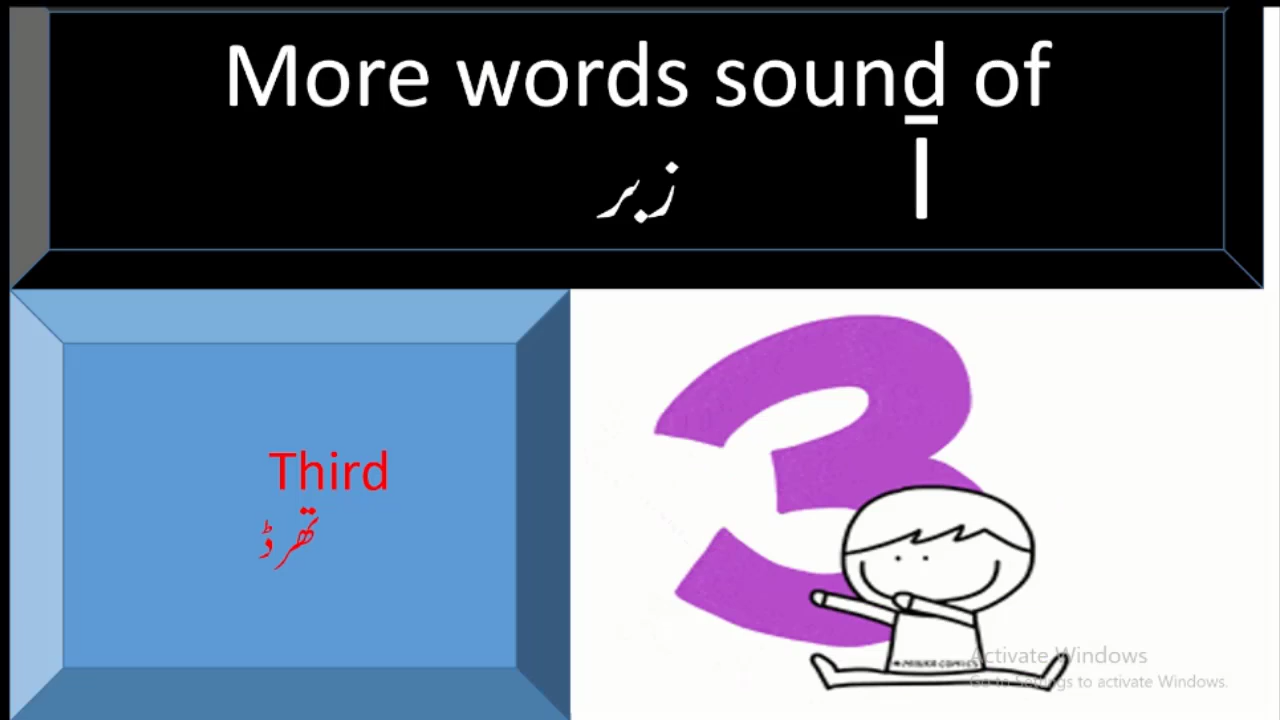 More words sound of
زبر اَ
Third
تھرڈ
Activate Windows
Go to Settings to activate Windows.